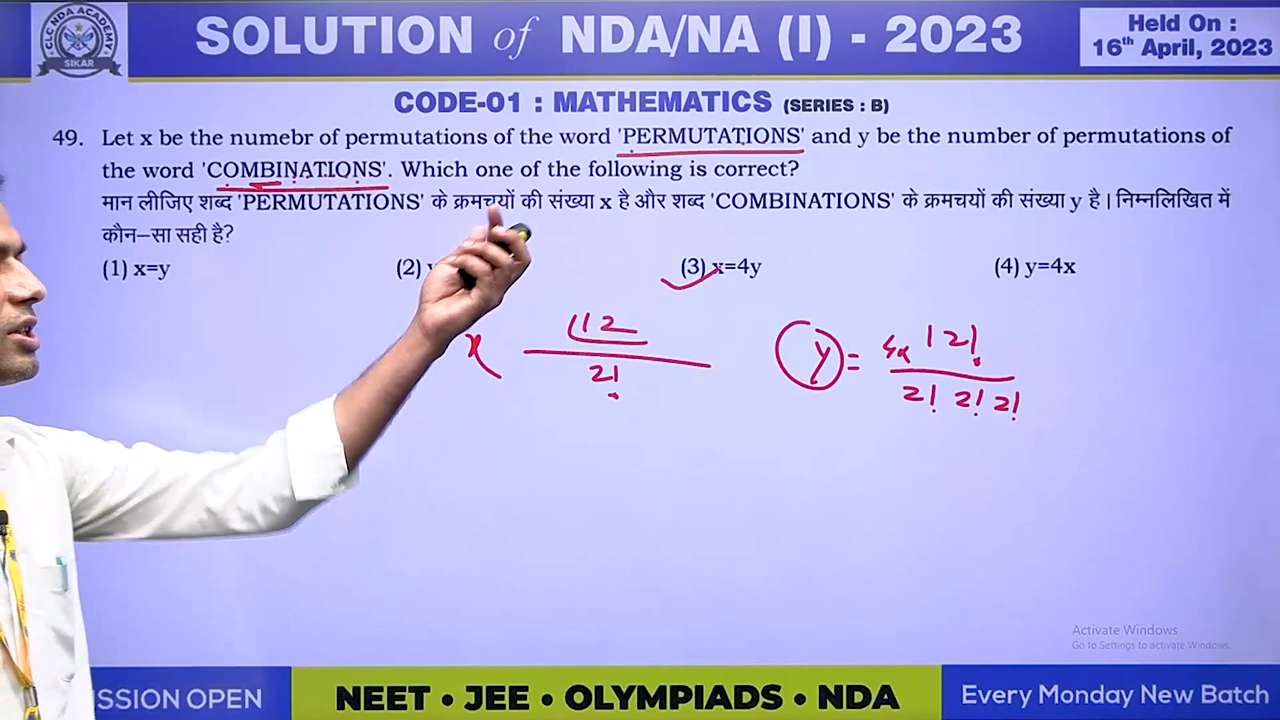 CLC NDA ACADEMY
SIKAR
SOLUTION of NDA/NA (I) - 2023
Held On :
16th April, 2023
CODE-01 : MATHEMATICS (SERIES : B)
49. Let x be the numebr of permutations of the word 'PERMUTATIONS' and y be the number of permutations of
the word 'COMBINATIONS'. Which one of the following is correct?
मान लीजिए शब्द 'PERMUTATIONS' के क्रमचयों की संख्या x है और शब्द 'COMBINATIONS' के क्रमचयों की संख्या y है। निम्नलिखित में
कौन–सा सही है?
(1) x=y (2) (3) x=4y (4) y=4x
x 12 y = 4x 12!
2! 2! 2! 2!
Activate Windows
Go to Settings to activate Windows.
SSION OPEN NEET • JEE • OLYMPIADS • NDA Every Monday New Batch